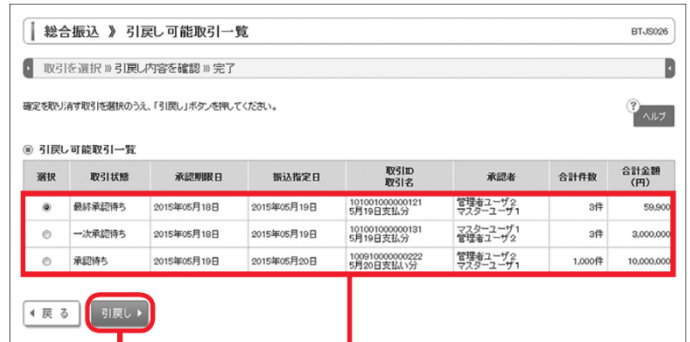 総合振込 》 引戻し可能取引一覧 BTJS026
取引を選択 » 引戻し内容を確認 » 完了
確定を取り消す取引を選択のうえ、「引戻し」ボタンを押してください。
? ヘルプ
引戻し可能取引一覧
選択 取引状態 承認期限日 振込指定日 取引ID 取引名 承認者 合計件数 合計金額(円)
最終承認待ち 2015年05月18日 2015年05月19日 101001000000121 5月19日支払分 管理者ユーザ2 マスターユーザ1 3件 59,900
一次承認待ち 2015年05月18日 2015年05月19日 101001000000131 5月19日支払分 マスターユーザ1 管理者ユーザ2 3件 3,000,000
承認待ち 2015年05月19日 2015年05月20日 100910000000222 5月20日支払い分 管理者ユーザ2 マスターユーザ1 1,000件 10,000,000
戻る 引戻し